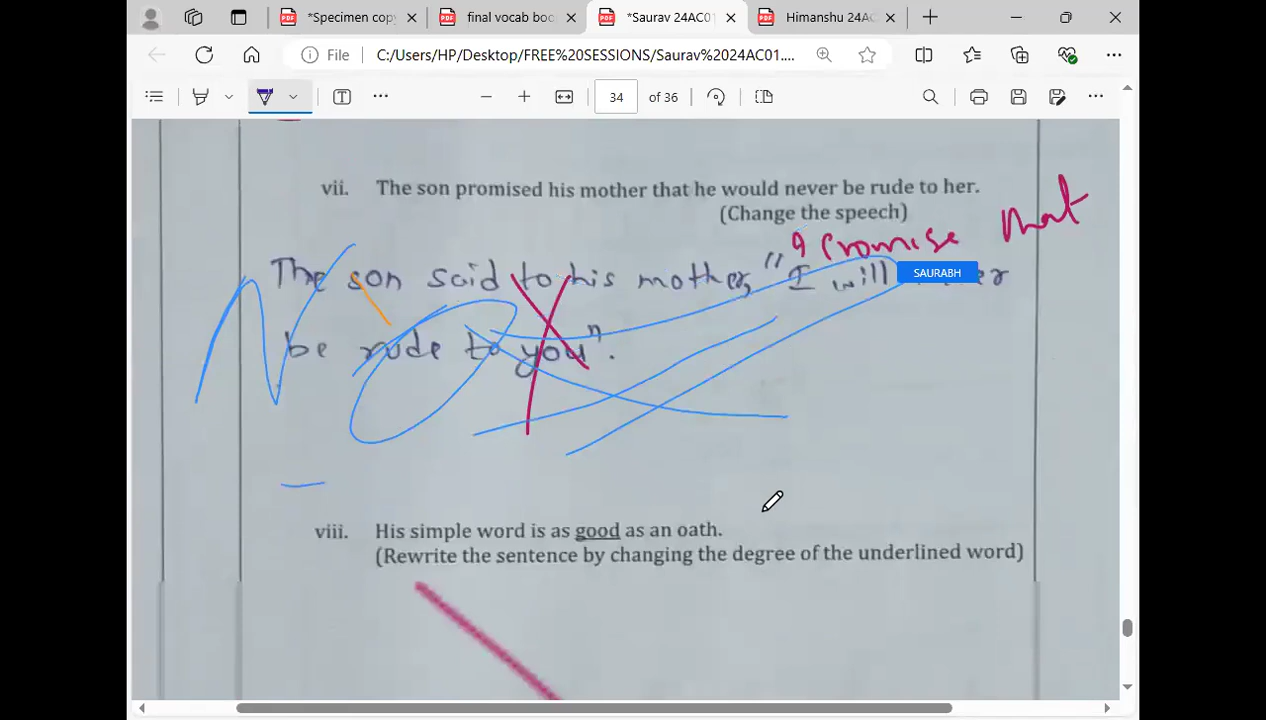 *Specimen cop
final vocab boo
*Saurav 24AC01
Himanshu 24AC
File
C:/Users/HP/Desktop/FREE%20SESSIONS/Saurav%2024AC01....
34 of 36
vii. The son promised his mother that he would never be rude to her.
(Change the speech)
I promise that
The son said to his mother, "I will
be rude to you".
SAURABH
viii. His simple word is as good as an oath.
(Rewrite the sentence by changing the degree of the underlined word)